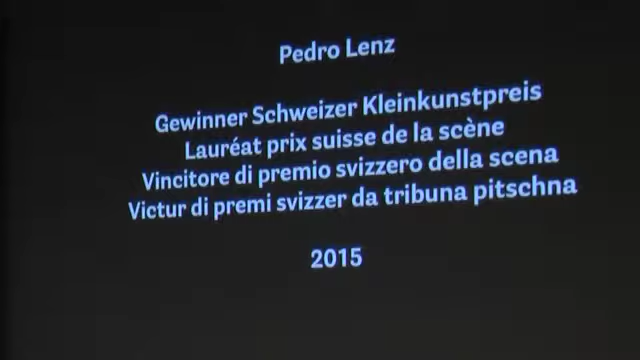 Pedro Lenz
Gewinner Schweizer Kleinkunstpreis
Lauréat prix suisse de la scène
Vincitore di premio svizzero della scena
Victur di premi svizzer da tribuna pitschna
2015